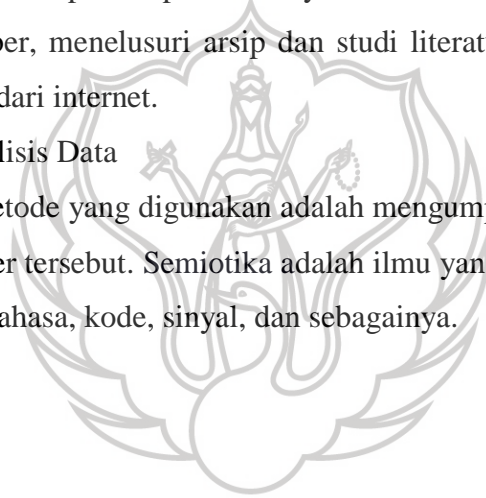 ber, menelusuri arsip dan studi literat
dari internet.
lisis Data
etode yang digunakan adalah mengump
er tersebut. Semiotika adalah ilmu yan
ahasa, kode, sinyal, dan sebagainya.